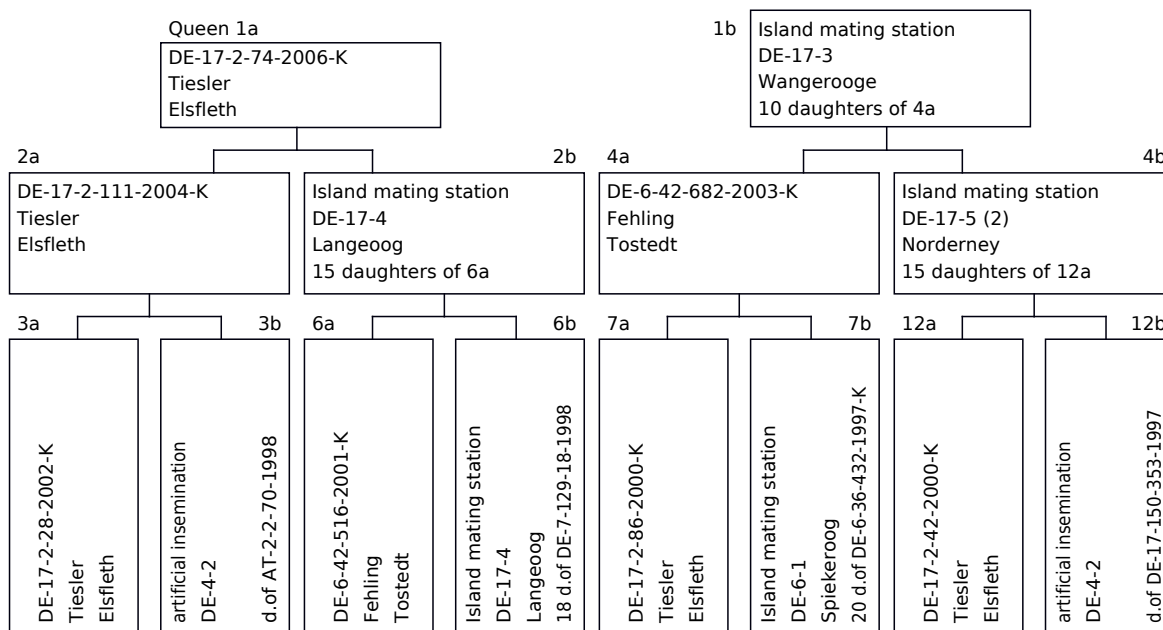 Queen 1a
DE-17-2-74-2006-K
Tiesler
Elsfleth
1b
Island mating station
DE-17-3
Wangerooge
10 daughters of 4a
2a
DE-17-2-111-2004-K
Tiesler
Elsfleth
2b
Island mating station
DE-17-4
Langeoog
15 daughters of 6a
4a
DE-6-42-682-2003-K
Fehling
Tostedt
4b
Island mating station
DE-17-5 (2)
Norderney
15 daughters of 12a
3a
DE-17-2-28-2002-K
Tiesler
Elsfleth
3b
artificial insemination
DE-4-2
d.of AT-2-2-70-1998
6a
DE-6-42-516-2001-K
Fehling
Tostedt
6b
Island mating station
DE-17-4
Langeoog
18 d.of DE-7-129-18-1998
7a
DE-17-2-86-2000-K
Tiesler
Elsfleth
7b
Island mating station
DE-6-1
Spiekeroog
20 d.of DE-6-36-432-1997-K
12a
DE-17-2-42-2000-K
Tiesler
Elsfleth
12b
artificial insemination
DE-4-2
d.of DE-17-150-353-1997